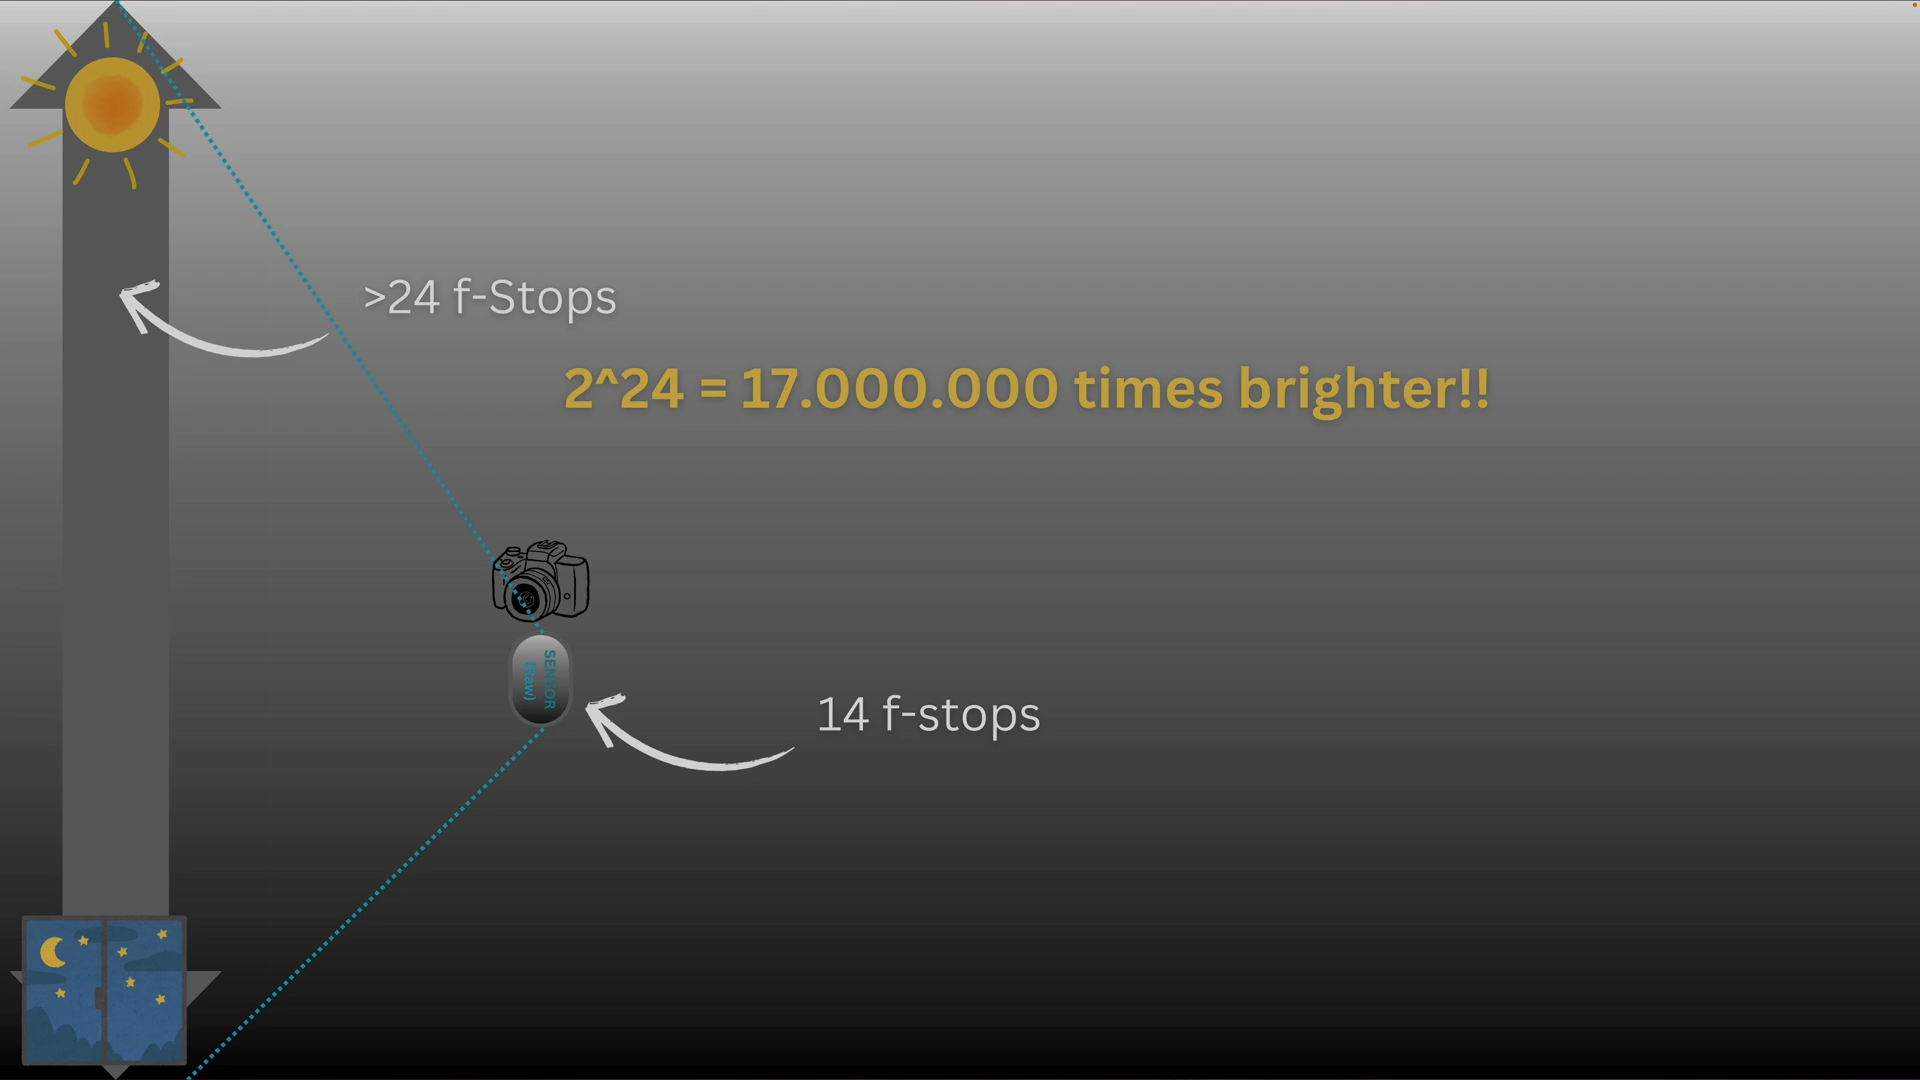 >24 f-Stops
2^24 = 17.000.000 times brighter!!
SENSOR
(Raw)
14 f-stops